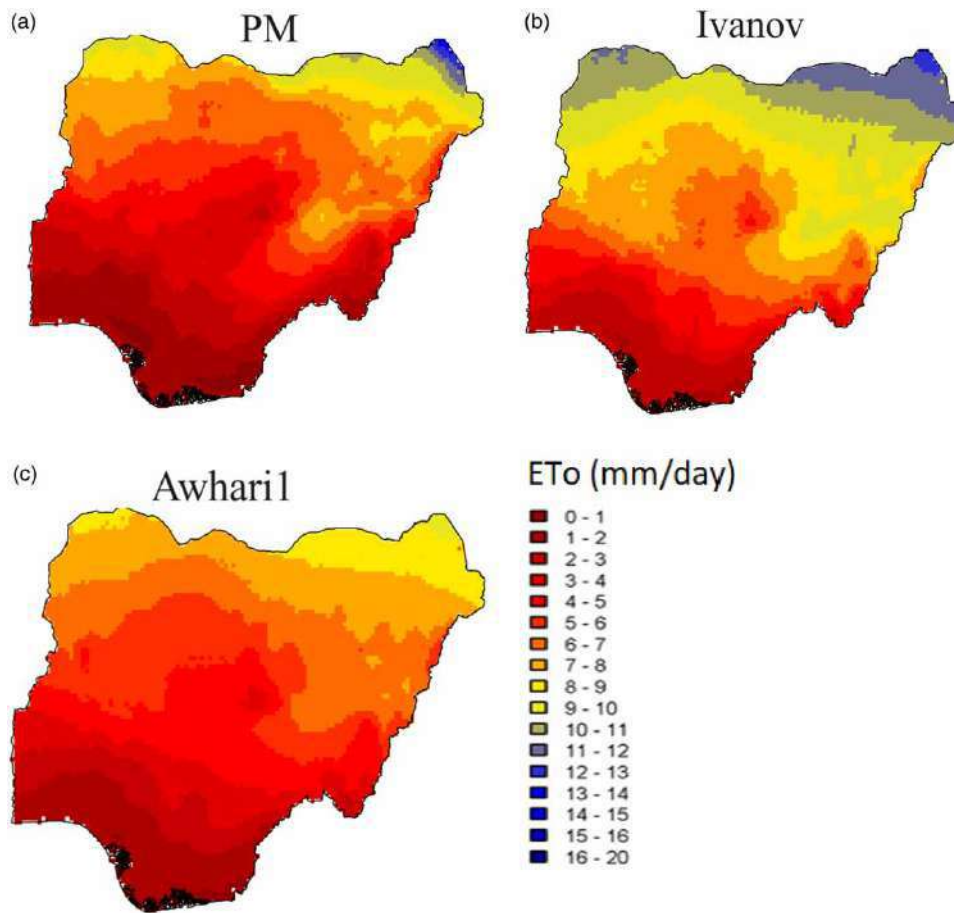 (a)
PM
(b)
Ivanov
(c)
Awhari1
ETo (mm/day)
0 - 1
1 - 2
2 - 3
3 - 4
4 - 5
5 - 6
6 - 7
7 - 8
8 - 9
9 - 10
10 - 11
11 - 12
12 - 13
13 - 14
14 - 15
15 - 16
16 - 20